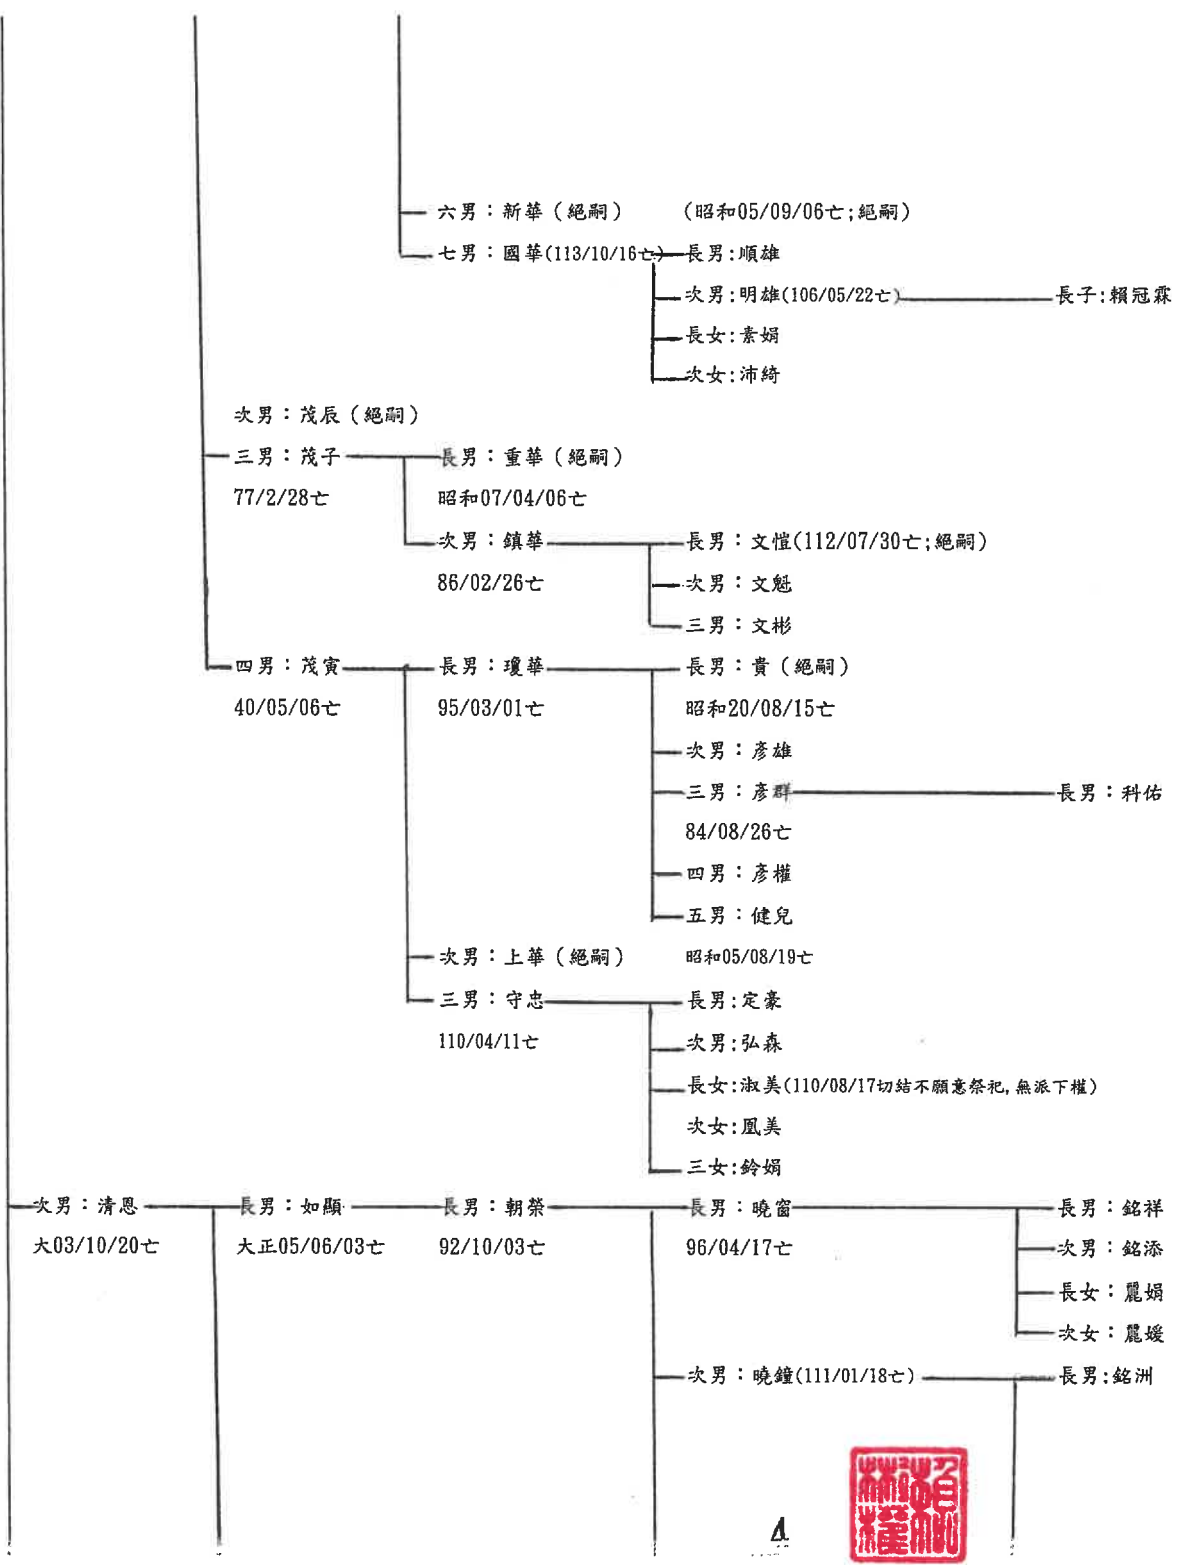 六男：新華（絕嗣） (昭和05/09/06亡;絕嗣)
七男：國華(113/10/16亡) 長男:順雄
次男:明雄(106/05/22亡) 長子:賴冠霖
長女:素娟
次女:沛綺
次男：茂辰（絕嗣）
三男：茂子 長男：重華（絕嗣）
77/2/28亡 昭和07/04/06亡
次男：鎮華 長男：文愷(112/07/30亡;絕嗣)
86/02/26亡 次男：文魁
三男：文彬
四男：茂寅 長男：瓊華 長男：貴（絕嗣）
40/05/06亡 95/03/01亡 昭和20/08/15亡
次男：彥雄
三男：彥群 長男：科佑
84/08/26亡
四男：彥權
五男：健兒
次男：上華（絕嗣） 昭和05/08/19亡
三男：守忠 長男:定豪
110/04/11亡 次男:弘森
長女:淑美(110/08/17切結不願意祭祀,無派下權)
次女:凰美
三女:鈴娟
次男：清恩 長男：如顯 長男：朝榮 長男：曉窗 長男：銘祥
大03/10/20亡 大正05/06/03亡 92/10/03亡 96/04/17亡 次男：銘添
長女：麗娟
次女：麗媛
次男：曉鐘(111/01/18亡) 長男:銘洲